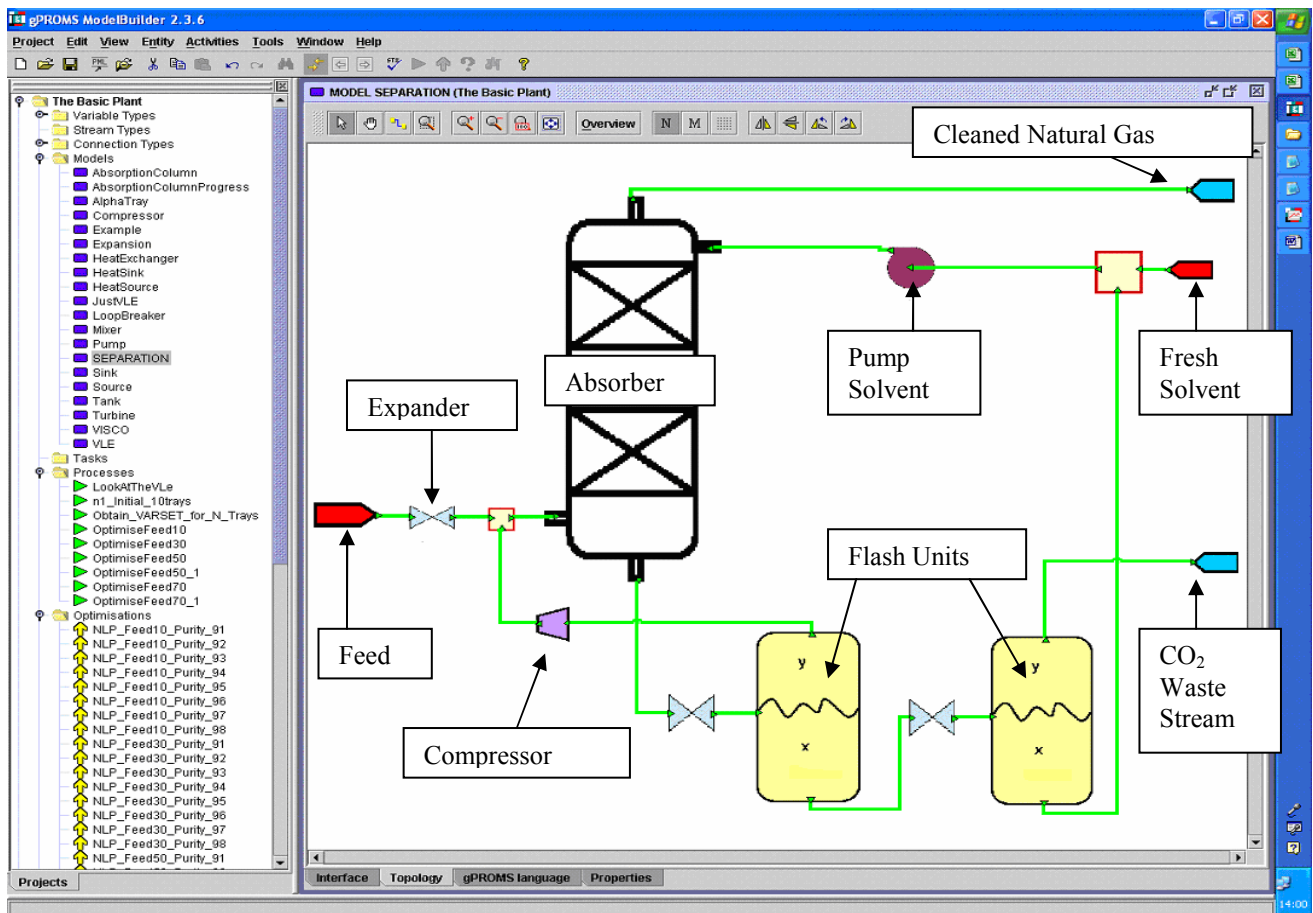 gPROMS ModelBuilder 2.3.6
Project Edit View Entity Activities Tools Window Help
The Basic Plant
Variable Types
Stream Types
Connection Types
Models
AbsorptionColumn
AbsorptionColumnProgress
AlphaTray
Compressor
Example
Expansion
HeatExchanger
HeatSink
HeatSource
JustVLE
LoopBreaker
Mixer
Pump
SEPARATION
Sink
Source
Tank
Turbine
VISCO
VLE
Tasks
Processes
LookAtTheVLe
n1_Initial_10trays
Obtain_VARSET_for_N_Trays
OptimiseFeed10
OptimiseFeed30
OptimiseFeed50
OptimiseFeed50_1
OptimiseFeed70
OptimiseFeed70_1
Optimisations
NLP_Feed10_Purity_91
NLP_Feed10_Purity_92
NLP_Feed10_Purity_93
NLP_Feed10_Purity_94
NLP_Feed10_Purity_95
NLP_Feed10_Purity_96
NLP_Feed10_Purity_97
NLP_Feed10_Purity_98
NLP_Feed30_Purity_91
NLP_Feed30_Purity_92
NLP_Feed30_Purity_93
NLP_Feed30_Purity_94
NLP_Feed30_Purity_95
NLP_Feed30_Purity_96
NLP_Feed30_Purity_97
NLP_Feed30_Purity_98
NLP_Feed50_Purity_91
Projects
MODEL SEPARATION (The Basic Plant)
Overview N M
Cleaned Natural Gas
Pump
Solvent
Fresh
Solvent
Absorber
Expander
Flash Units
Feed
Compressor
CO₂
Waste
Stream
y
x
y
x
Interface Topology gPROMS language Properties
14:00